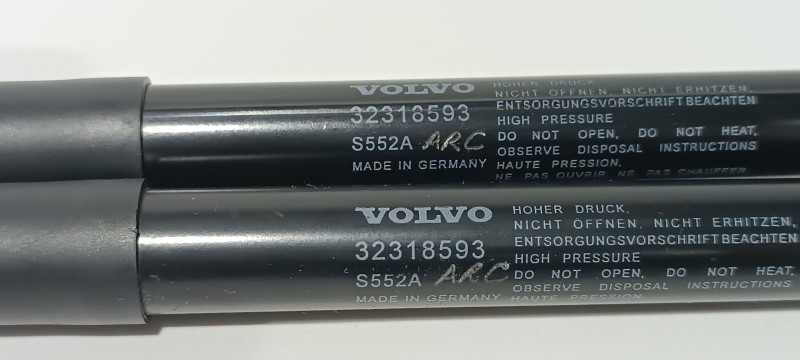 VOLVO
32318593
S552A ARC
MADE IN GERMANY
HOHER DRUCK,
NICHT ÖFFNEN, NICHT ERHITZEN,
ENTSORGUNGSVORSCHRIFT BEACHTEN
HIGH PRESSURE
DO NOT OPEN, DO NOT HEAT,
OBSERVE DISPOSAL INSTRUCTIONS
HAUTE PRESSION,
NE PAS OUVRIR, NE PAS CHAUFFER
VOLVO
32318593
S552A ARC
MADE IN GERMANY
HOHER DRUCK,
NICHT ÖFFNEN, NICHT ERHITZEN,
ENTSORGUNGSVORSCHRIFT BEACHTEN
HIGH PRESSURE
DO NOT OPEN, DO NOT HEAT,
OBSERVE DISPOSAL INSTRUCTIONS
HAUTE PRESSION,